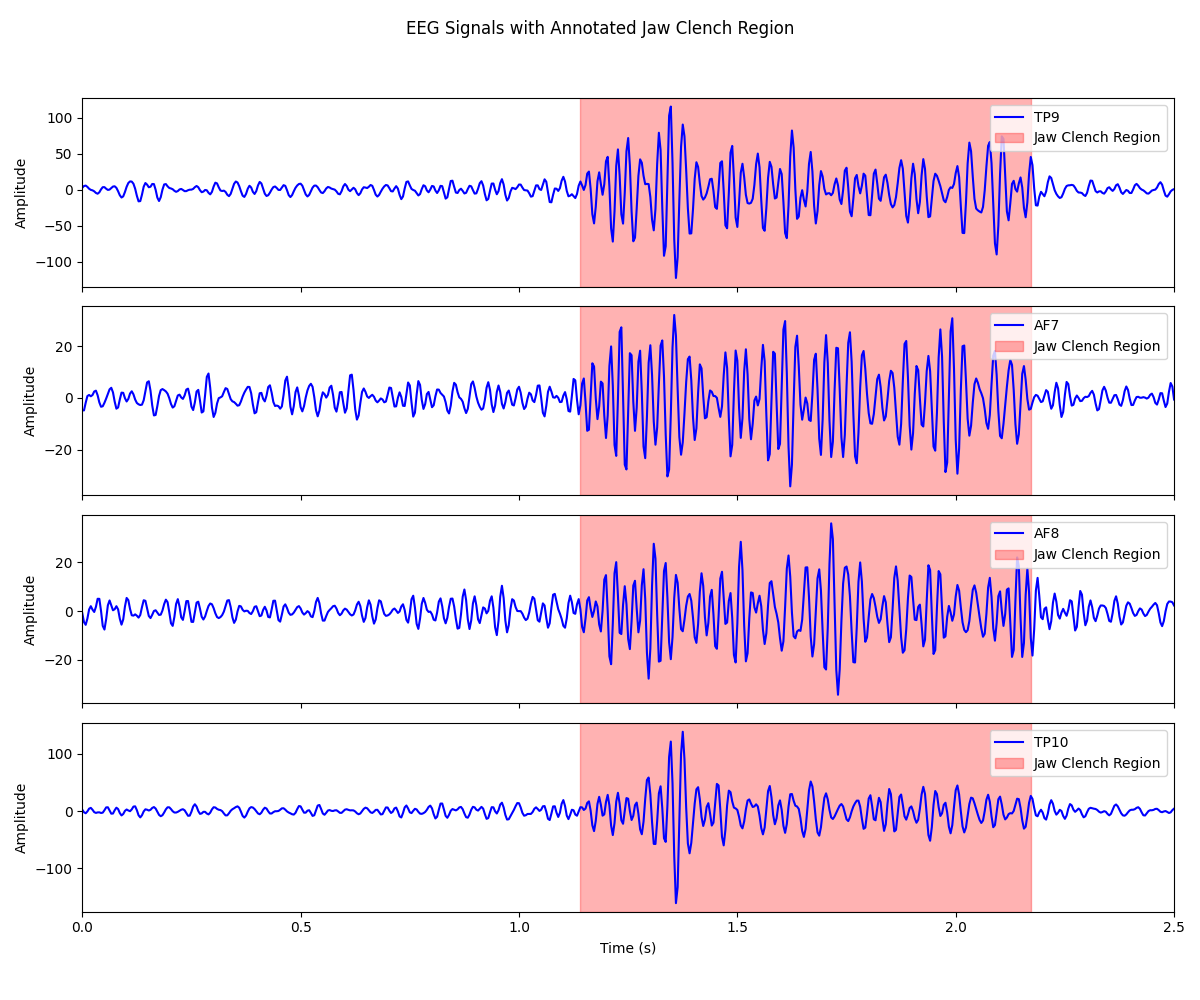 EEG Signals with Annotated Jaw Clench Region
100
50
0
−50
−100
Amplitude
TP9
Jaw Clench Region
20
0
−20
Amplitude
AF7
Jaw Clench Region
20
0
−20
Amplitude
AF8
Jaw Clench Region
100
0
−100
Amplitude
TP10
Jaw Clench Region
0.0 0.5 1.0 1.5 2.0 2.5
Time (s)